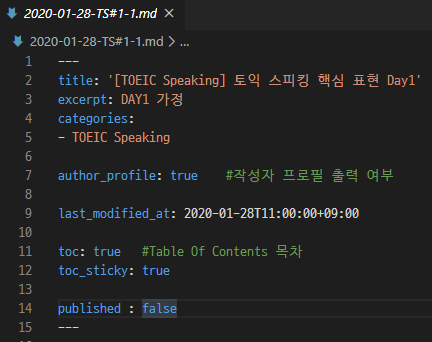 2020-01-28-TS#1-1.md ×
2020-01-28-TS#1-1.md > ...
1 ---
2 title: '[TOEIC Speaking] 토익 스피킹 핵심 표현 Day1'
3 excerpt: DAY1 가정
4 categories:
5 - TOEIC Speaking
6
7 author_profile: true #작성자 프로필 출력 여부
8
9 last_modified_at: 2020-01-28T11:00:00+09:00
10
11 toc: true #Table Of Contents 목차
12 toc_sticky: true
13
14 published : false
15 ---